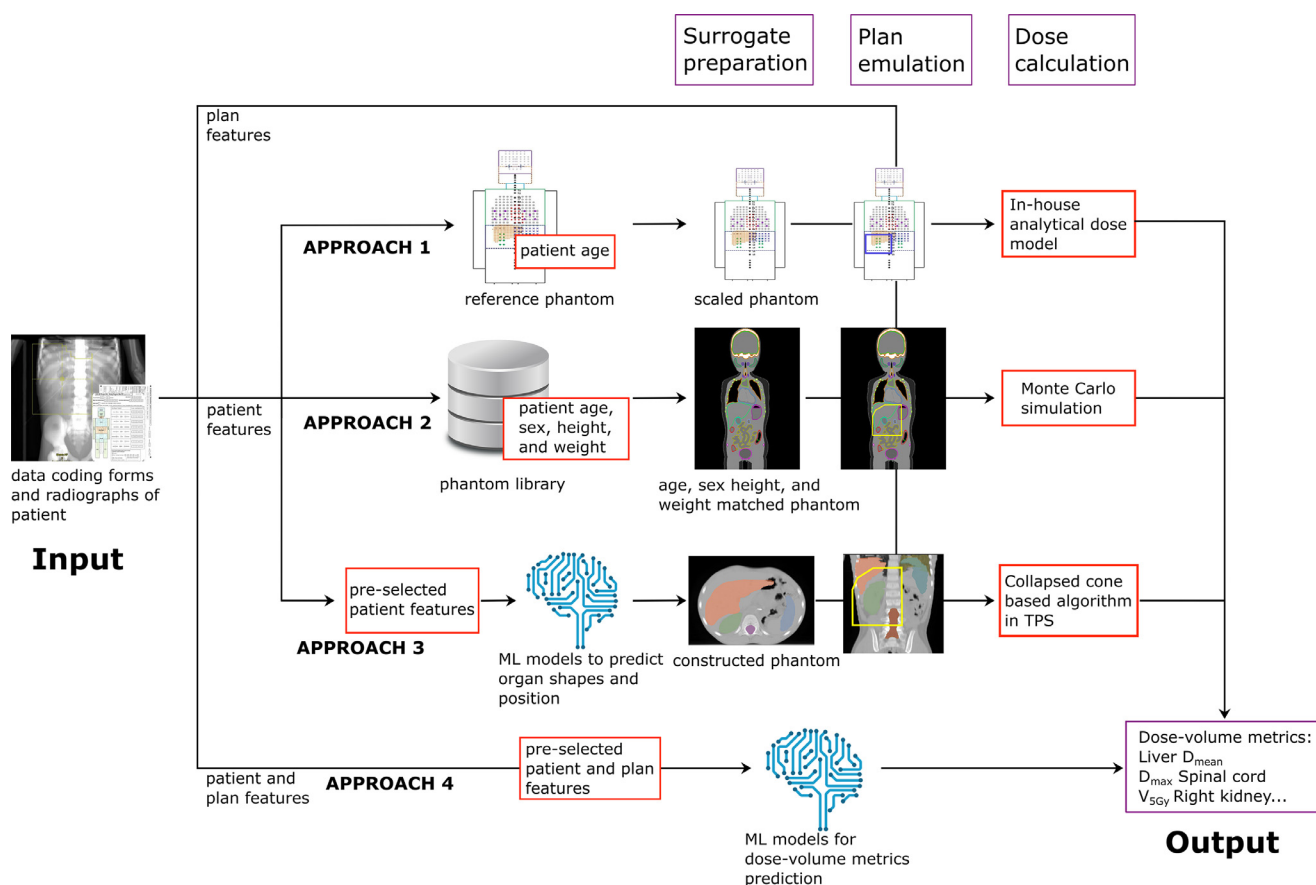 Surrogate
preparation
Plan
emulation
Dose
calculation
plan
features
APPROACH 1
patient age
reference phantom
scaled phantom
In-house
analytical dose
model
patient
features
APPROACH 2
patient age,
sex, height,
and weight
phantom library
age, sex height, and
weight matched phantom
Monte Carlo
simulation
data coding forms
and radiographs of
patient
Input
pre-selected
patient features
APPROACH 3
ML models to predict
organ shapes and
position
constructed phantom
Collapsed cone
based algorithm
in TPS
patient and
plan features
APPROACH 4
pre-selected
patient and plan
features
ML models for
dose-volume metrics
prediction
Dose-volume metrics:
Liver Dmean
Dmax Spinal cord
V5Gy Right kidney...
Output